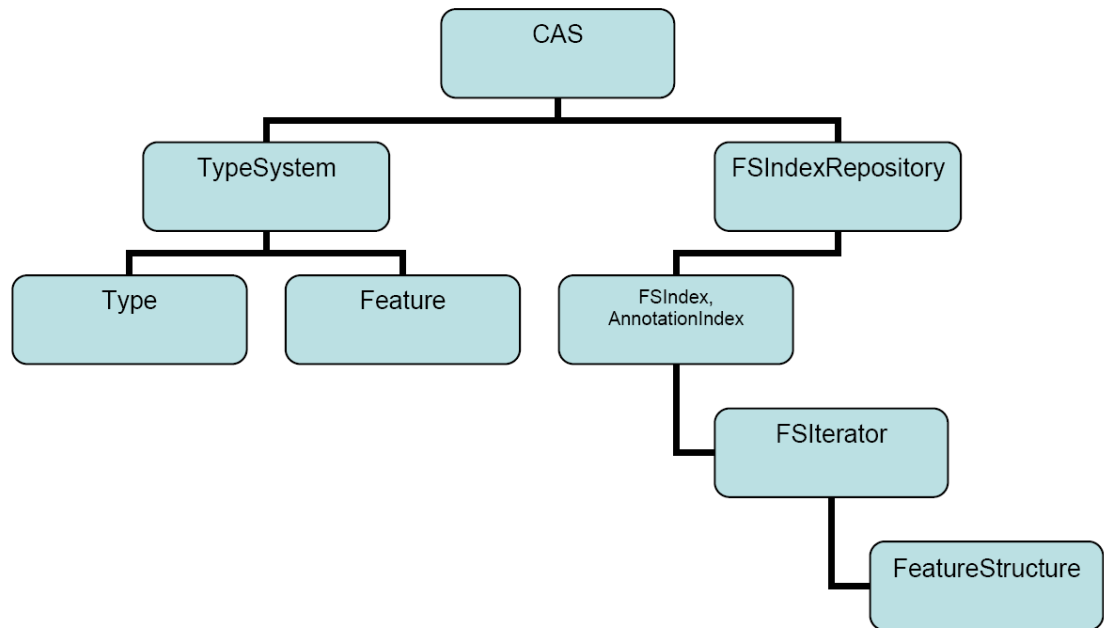 CAS
TypeSystem
FSIndexRepository
Type
Feature
FSIndex,
AnnotationIndex
FSIterator
FeatureStructure